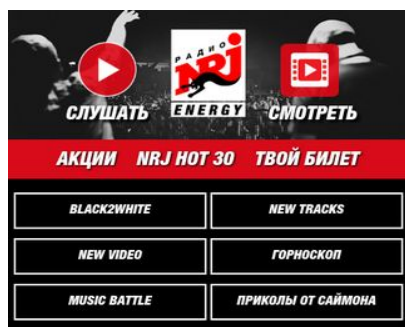 РАДИО
NRJ
ENERGY
СЛУШАТЬ
СМОТРЕТЬ
АКЦИИ NRJ HOT 30 ТВОЙ БИЛЕТ
BLACK2WHITE
NEW TRACKS
NEW VIDEO
ГОРНОСКОП
MUSIC BATTLE
ПРИКОЛЫ ОТ САЙМОНА